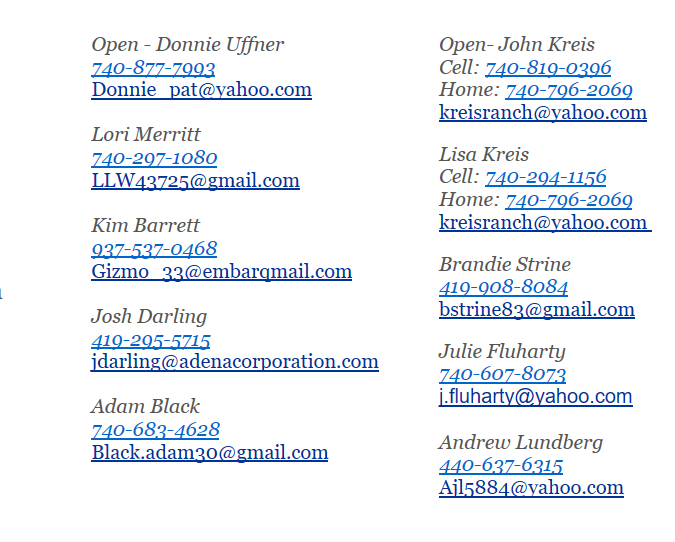 Open - Donnie Uffner
740-877-7993
Donnie_pat@yahoo.com
Lori Merritt
740-297-1080
LLW43725@gmail.com
Kim Barrett
937-537-0468
Gizmo_33@embarqmail.com
Josh Darling
419-295-5715
jdarling@adenacorporation.com
Adam Black
740-683-4628
Black.adam30@gmail.com
Open- John Kreis
Cell: 740-819-0396
Home: 740-796-2069
kreisranch@yahoo.com
Lisa Kreis
Cell: 740-294-1156
Home: 740-796-2069
kreisranch@yahoo.com
Brandie Strine
419-908-8084
bstrine83@gmail.com
Julie Fluharty
740-607-8073
j.fluharty@yahoo.com
Andrew Lundberg
440-637-6315
Ajl5884@yahoo.com